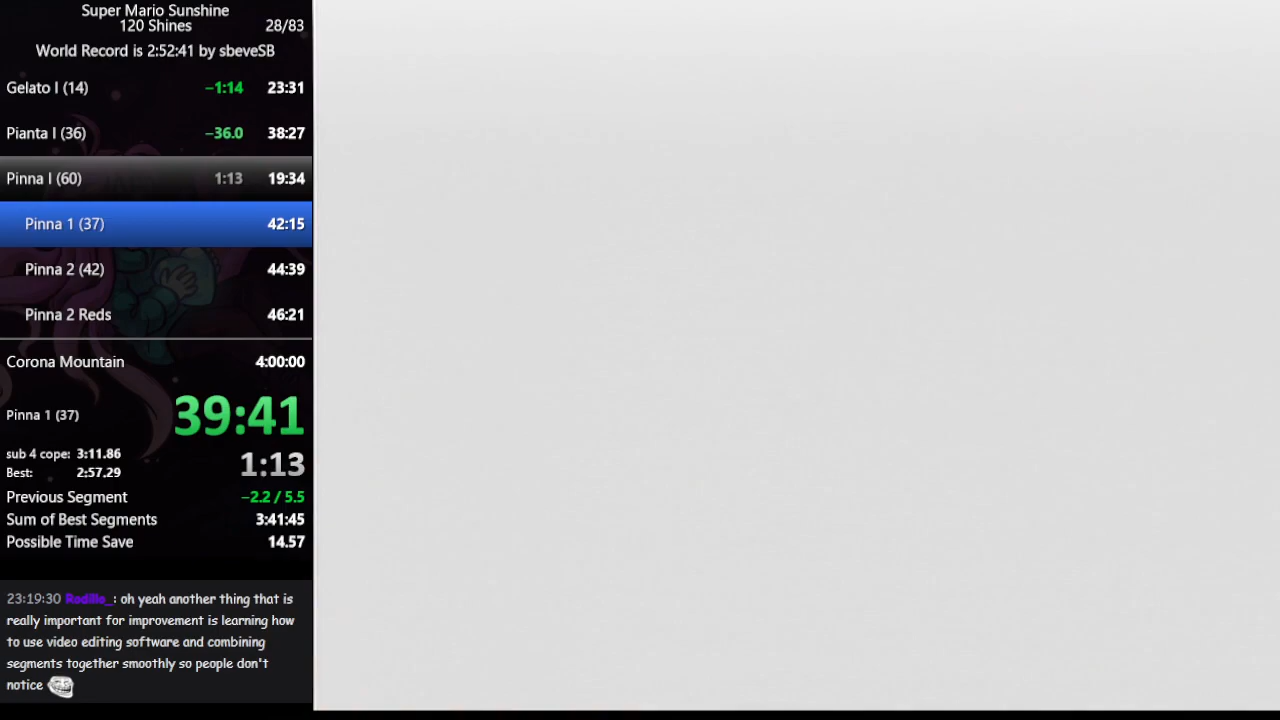 Super Mario Sunshine
120 Shines 28/83
World Record is 2:52:41 by sbeveSB
Gelato I (14) −1:14 23:31
Pianta I (36) −36.0 38:27
Pinna I (60) 1:13 19:34
Pinna 1 (37) 42:15
Pinna 2 (42) 44:39
Pinna 2 Reds 46:21
Corona Mountain 4:00:00
Pinna 1 (37) 39:41
sub 4 cope: 3:11.86
Best: 2:57.29 1:13
Previous Segment −2.2 / 5.5
Sum of Best Segments 3:41:45
Possible Time Save 14.57
23:19:30 Rodillo_: oh yeah another thing that is
really important for improvement is learning how
to use video editing software and combining
segments together smoothly so people don't
notice